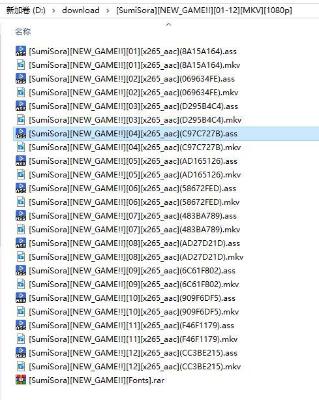 新加卷 (D:) › download › [SumiSora][NEW_GAME!!][01-12][MKV][1080p]
名称
[SumiSora][NEW_GAME!!][01][x265_aac](8A15A164).ass
[SumiSora][NEW_GAME!!][01][x265_aac](8A15A164).mkv
[SumiSora][NEW_GAME!!][02][x265_aac](069634FE).ass
[SumiSora][NEW_GAME!!][02][x265_aac](069634FE).mkv
[SumiSora][NEW_GAME!!][03][x265_aac](D295B4C4).ass
[SumiSora][NEW_GAME!!][03][x265_aac](D295B4C4).mkv
[SumiSora][NEW_GAME!!][04][x265_aac](C97C727B).ass
[SumiSora][NEW_GAME!!][04][x265_aac](C97C727B).mkv
[SumiSora][NEW_GAME!!][05][x265_aac](AD165126).ass
[SumiSora][NEW_GAME!!][05][x265_aac](AD165126).mkv
[SumiSora][NEW_GAME!!][06][x265_aac](58672FED).ass
[SumiSora][NEW_GAME!!][06][x265_aac](58672FED).mkv
[SumiSora][NEW_GAME!!][07][x265_aac](483BA789).ass
[SumiSora][NEW_GAME!!][07][x265_aac](483BA789).mkv
[SumiSora][NEW_GAME!!][08][x265_aac](AD27D21D).ass
[SumiSora][NEW_GAME!!][08][x265_aac](AD27D21D).mkv
[SumiSora][NEW_GAME!!][09][x265_aac](6C61F802).ass
[SumiSora][NEW_GAME!!][09][x265_aac](6C61F802).mkv
[SumiSora][NEW_GAME!!][10][x265_aac](909F6DF5).ass
[SumiSora][NEW_GAME!!][10][x265_aac](909F6DF5).mkv
[SumiSora][NEW_GAME!!][11][x265_aac](F46F1179).ass
[SumiSora][NEW_GAME!!][11][x265_aac](F46F1179).mkv
[SumiSora][NEW_GAME!!][12][x265_aac](CC3BE215).ass
[SumiSora][NEW_GAME!!][12][x265_aac](CC3BE215).mkv
[SumiSora][NEW_GAME!!][Fonts].rar